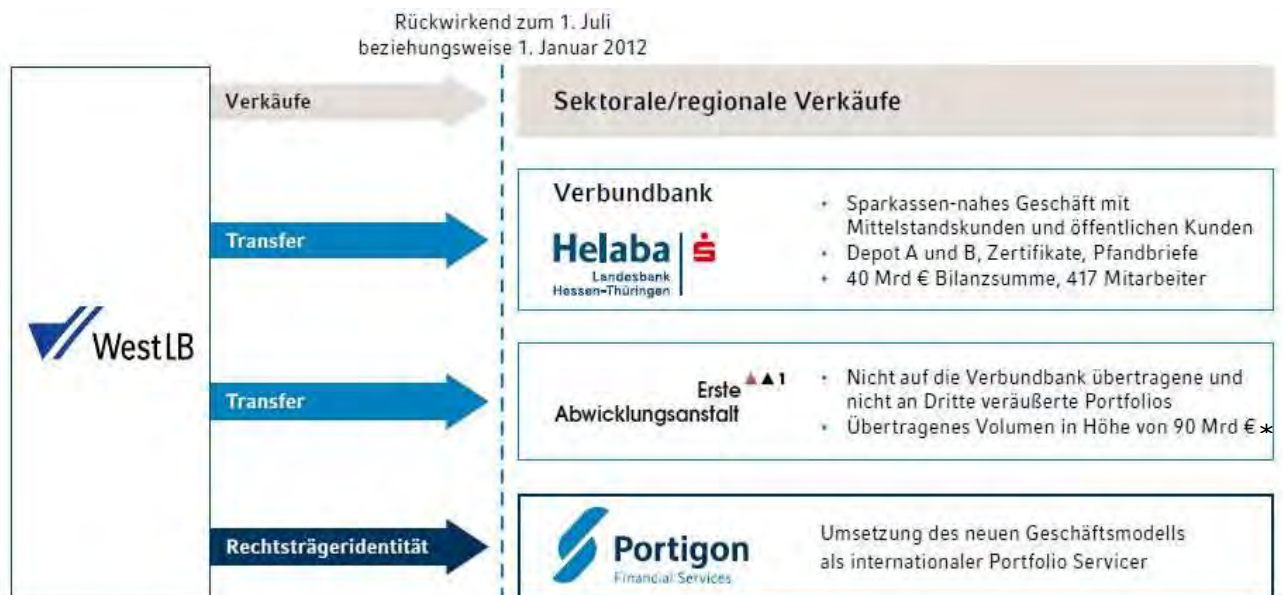 Rückwirkend zum 1. Juli
beziehungsweise 1. Januar 2012
Verkäufe
Sektorale/regionale Verkäufe
WestLB
Transfer
Verbundbank
Helaba
Landesbank
Hessen-Thüringen
• Sparkassen-nahes Geschäft mit
Mittelstandskunden und öffentlichen Kunden
• Depot A und B, Zertifikate, Pfandbriefe
• 40 Mrd € Bilanzsumme, 417 Mitarbeiter
Transfer
Erste
Abwicklungsanstalt
1
• Nicht auf die Verbundbank übertragene und
nicht an Dritte veräußerte Portfolios
• Übertragenes Volumen in Höhe von 90 Mrd € *
Rechtsträgeridentität
Portigon
Financial Services
Umsetzung des neuen Geschäftsmodells
als internationaler Portfolio Servicer